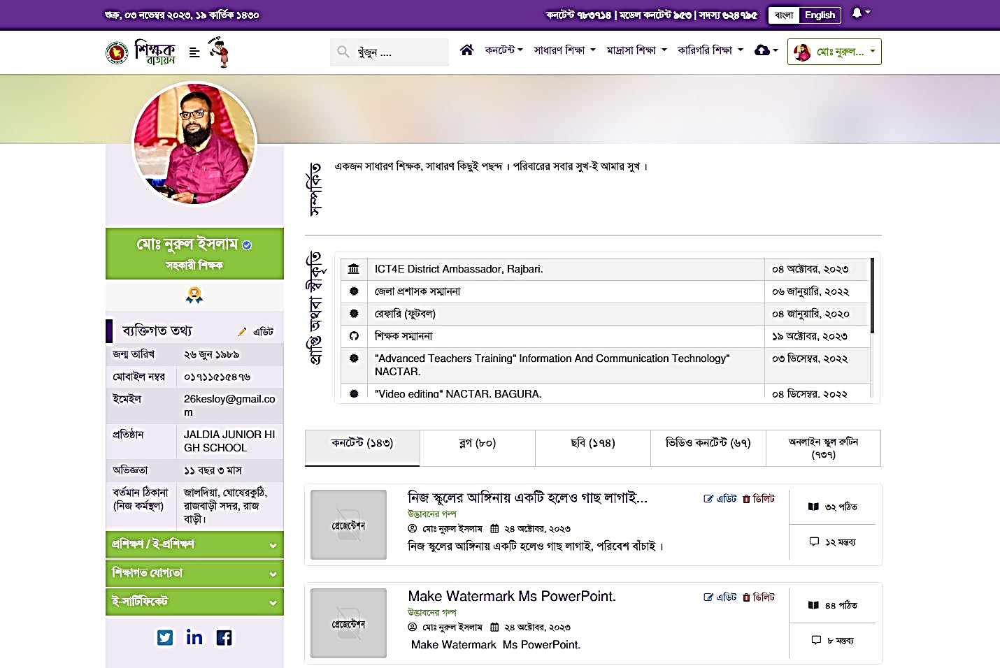 শুক্র, ০৩ নভেম্বর ২০২৩, ১৯ কার্তিক ১৪৩০
কনটেন্ট ৭৮৩৭১৪ | মডেল কনটেন্ট ৯৫৩ | সদস্য ৬২৪৭৯৫
বাংলা English
শিক্ষক
বাতায়ন
খুঁজুন ....
কনটেন্ট সাধারণ শিক্ষা মাদ্রাসা শিক্ষা কারিগরি শিক্ষা
মোঃ নুরুল...
মোঃ নুরুল ইসলাম
সহকারী শিক্ষক
ব্যক্তিগত তথ্য এডিট
জন্ম তারিখ ২৬ জুন ১৯৮৯
মোবাইল নম্বর ০১৭১১৫১৫৪৭৬
ইমেইল 26kesloy@gmail.co
m
প্রতিষ্ঠান JALDIA JUNIOR HI
GH SCHOOL
অভিজ্ঞতা ১১ বছর ৩ মাস
বর্তমান ঠিকানা জালদিয়া, ঘোষেরকুঠি,
(নিজ কর্মস্থল) রাজবাড়ী সদর, রাজ
বাড়ী।
প্রশিক্ষণ / ই-প্রশিক্ষণ
শিক্ষাগত যোগ্যতা
ই-সার্টিফিকেট
সম্পর্কিত
একজন সাধারণ শিক্ষক, সাধারণ কিছুই পছন্দ । পরিবারের সবার সুখ-ই আমার সুখ ।
প্রাপ্তি অথবা স্বীকৃতি
ICT4E District Ambassador, Rajbari. ০৪ অক্টোবর, ২০২৩
জেলা প্রশাসক সম্মাননা ০৬ জানুয়ারি, ২০২২
রেফারি (ফুটবল) ০৪ জানুয়ারি, ২০২০
শিক্ষক সম্মাননা ১৯ অক্টোবর, ২০২৩
"Advanced Teachers Training" Information And Communication Technology" ০৩ ডিসেম্বর, ২০২২
NACTAR.
"Video editing" NACTAR. BAGURA. ০৪ ডিসেম্বর, ২০২২
কনটেন্ট (১৪৩) ব্লগ (৮০) ছবি (১৭৪) ভিডিও কনটেন্ট (৬৭) অনলাইন স্কুল রুটিন
(৭৩৭)
প্রেজেন্টেশন
নিজ স্কুলের আঙ্গিনায় একটি হলেও গাছ লাগাই... এডিট ডিলিট
উদ্ভাবনের গল্প
মোঃ নুরুল ইসলাম ২৪ অক্টোবর, ২০২৩
নিজ স্কুলের আঙ্গিনায় একটি হলেও গাছ লাগাই, পরিবেশ বাঁচাই ।
৩২ পঠিত
১২ মন্তব্য
প্রেজেন্টেশন
Make Watermark Ms PowerPoint. এডিট ডিলিট
উদ্ভাবনের গল্প
মোঃ নুরুল ইসলাম ২৪ অক্টোবর, ২০২৩
Make Watermark Ms PowerPoint.
৪৪ পঠিত
৮ মন্তব্য